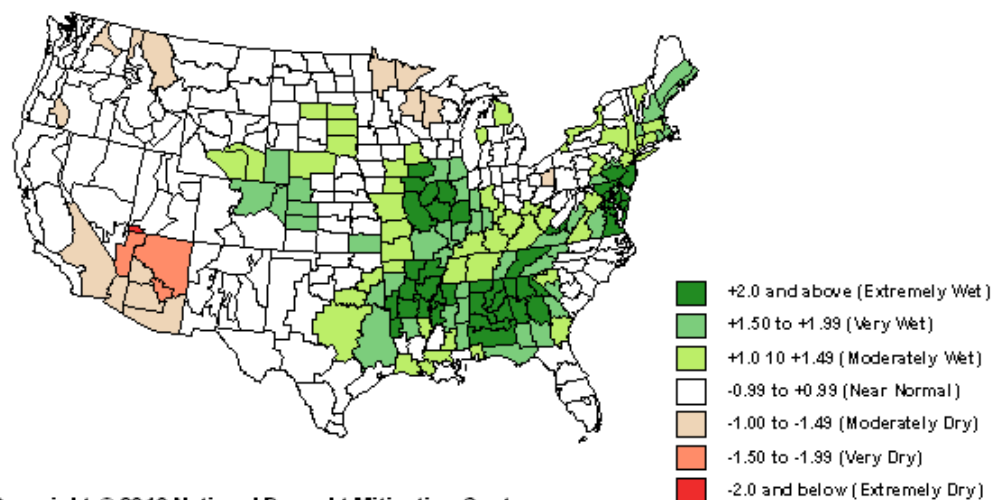 +2.0 and above (Extremely Wet)
+1.50 to +1.99 (Very Wet)
+1.0 10 +1.49 (Moderately Wet)
-0.99 to +0.99 (Near Normal)
-1.00 to -1.49 (Moderately Dry)
-1.50 to -1.99 (Very Dry)
-2.0 and below (Extremely Dry)